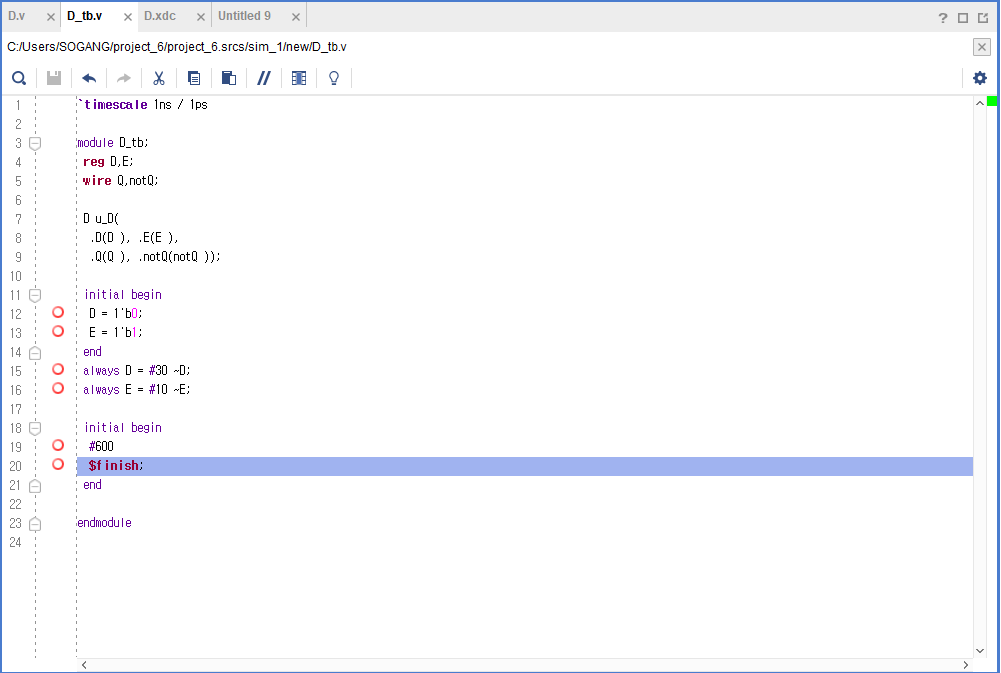 D.v D_tb.v D.xdc Untitled 9
C:/Users/SOGANG/project_6/project_6.srcs/sim_1/new/D_tb.v
1 `timescale 1ns / 1ps
2
3 module D_tb;
4 reg D,E;
5 wire Q,notQ;
6
7 D u_D(
8 .D(D ), .E(E ),
9 .Q(Q ), .notQ(notQ ));
10
11 initial begin
12 D = 1'b0;
13 E = 1'b1;
14 end
15 always D = #30 ~D;
16 always E = #10 ~E;
17
18 initial begin
19 #600
20 $finish;
21 end
22
23 endmodule
24